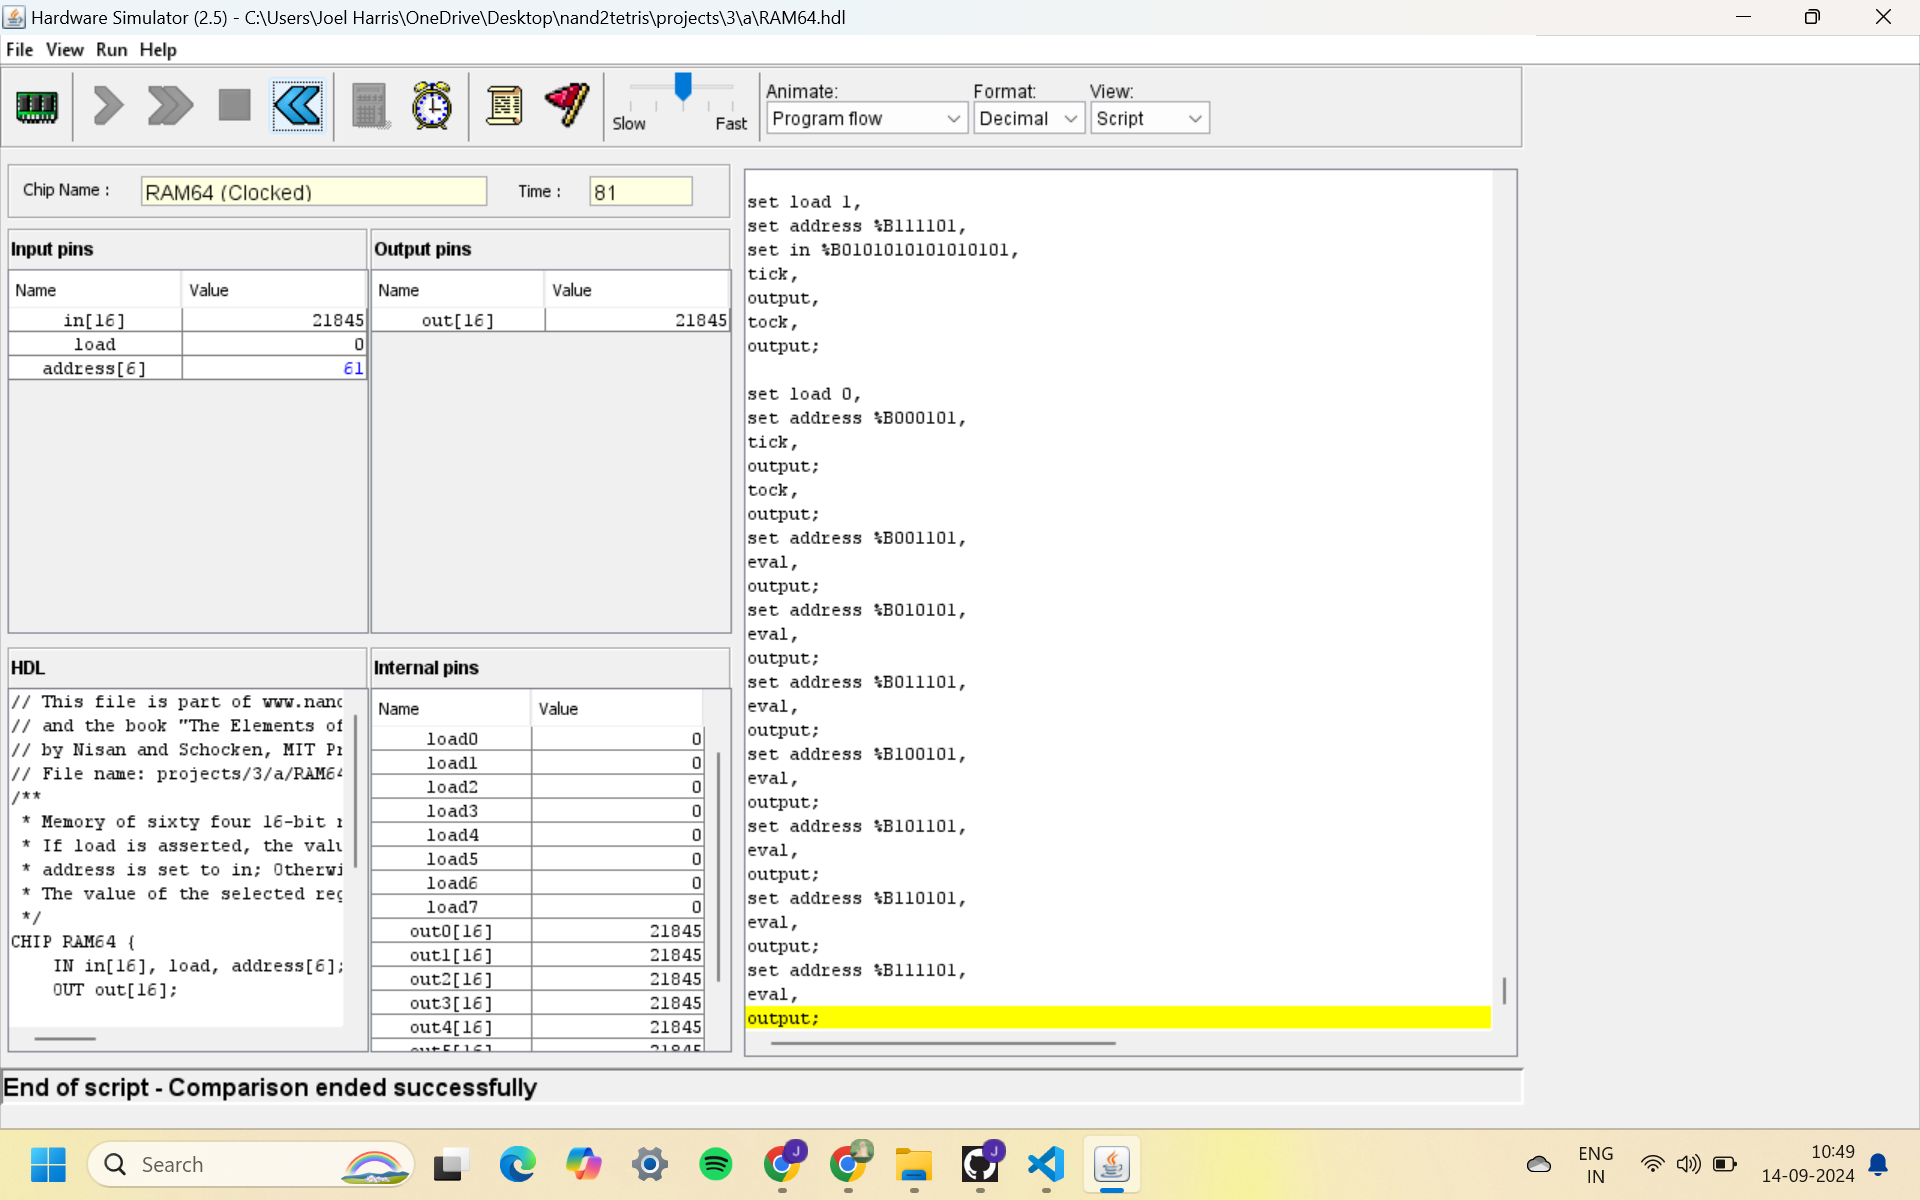 Hardware Simulator (2.5) - C:\Users\Joel Harris\OneDrive\Desktop\nand2tetris\projects\3\a\RAM64.hdl
File View Run Help
Slow Fast
Animate: Format: View:
Program flow Decimal Script
Chip Name : RAM64 (Clocked) Time : 81
Input pins
Name Value
in[16] 21845
load 0
address[6] 61
Output pins
Name Value
out[16] 21845
HDL
// This file is part of www.nand
// and the book "The Elements of
// by Nisan and Schocken, MIT Pr
// File name: projects/3/a/RAM64
/**
* Memory of sixty four 16-bit r
* If load is asserted, the valu
* address is set to in; Otherwi
* The value of the selected reg
*/
CHIP RAM64 {
IN in[16], load, address[6];
OUT out[16];
Internal pins
Name Value
load0 0
load1 0
load2 0
load3 0
load4 0
load5 0
load6 0
load7 0
out0[16] 21845
out1[16] 21845
out2[16] 21845
out3[16] 21845
out4[16] 21845
out5[16] 21845
set load 1,
set address %B111101,
set in %B0101010101010101,
tick,
output,
tock,
output;
set load 0,
set address %B000101,
tick,
output;
tock,
output;
set address %B001101,
eval,
output;
set address %B010101,
eval,
output;
set address %B011101,
eval,
output;
set address %B100101,
eval,
output;
set address %B101101,
eval,
output;
set address %B110101,
eval,
output;
set address %B111101,
eval,
output;
End of script - Comparison ended successfully
Search
J
J
ENG
IN
10:49
14-09-2024